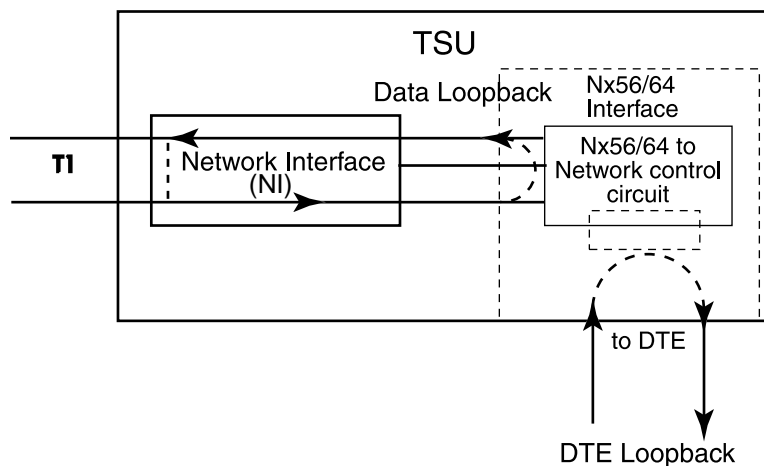 TSU
Data Loopback
Nx56/64
Interface
T1
Network Interface
(NI)
Nx56/64 to
Network control
circuit
to DTE
DTE Loopback